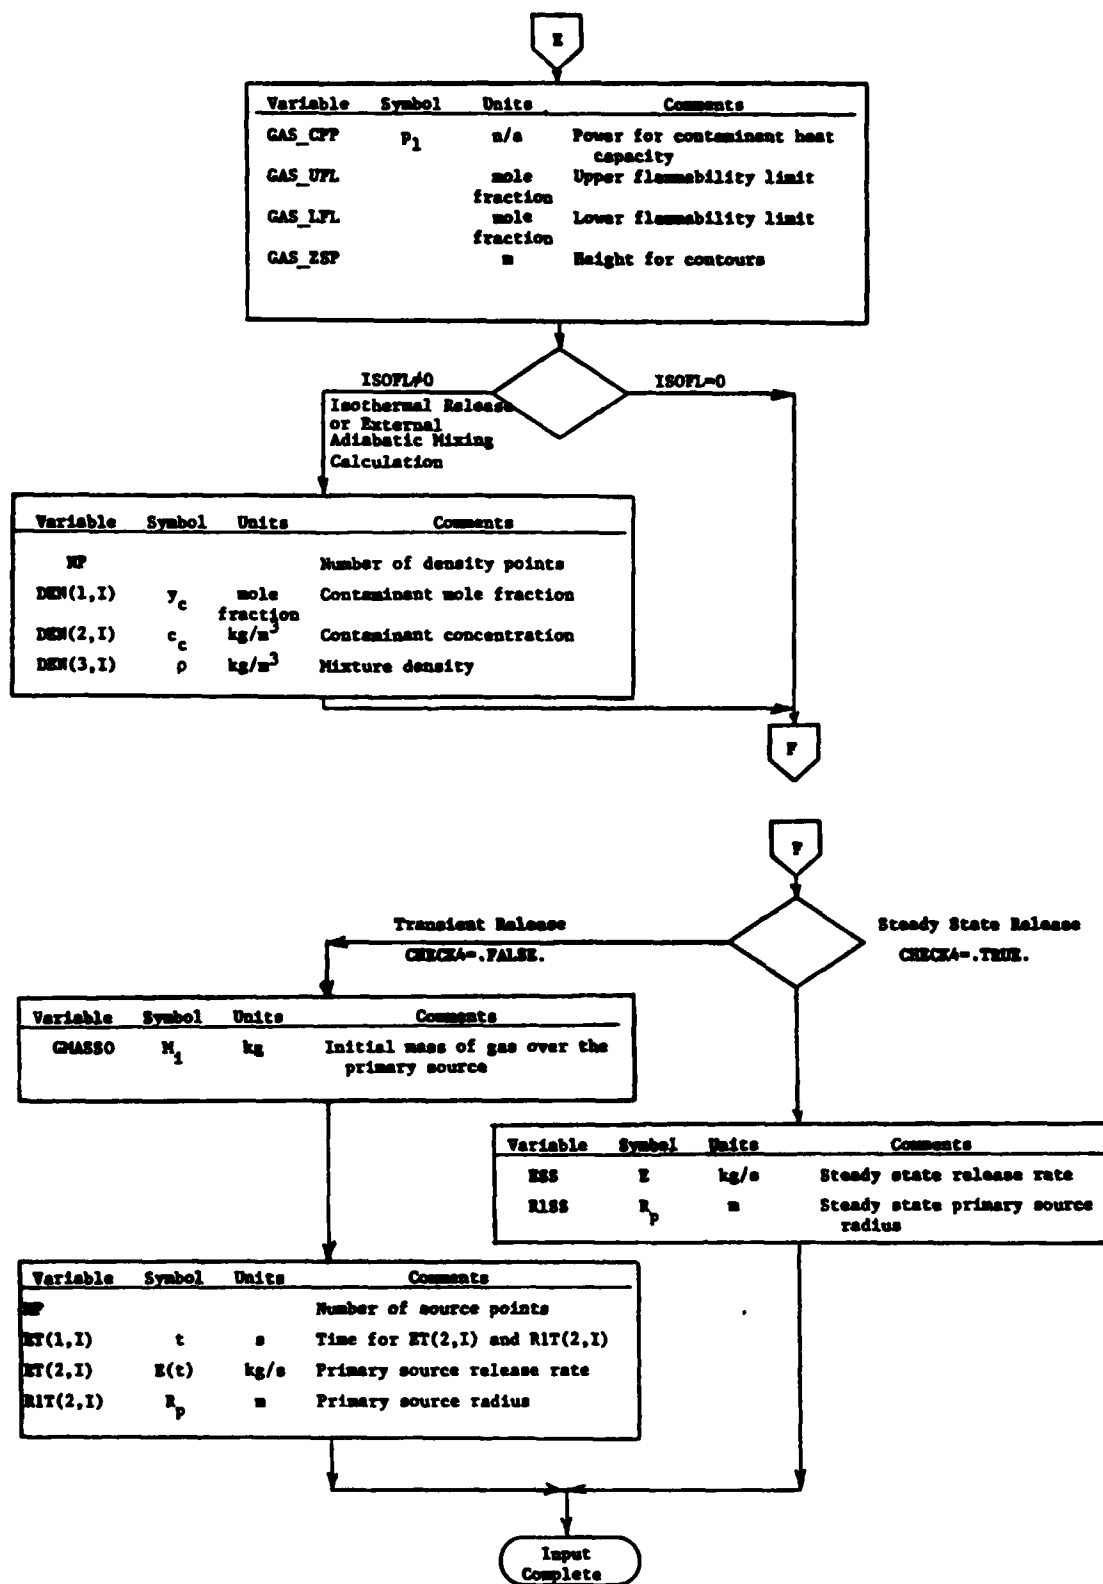 E
Variable Symbol Units Comments
GAS_CPP p1 n/a Power for contaminent heat
capacity
GAS_UFL mole Upper flammability limit
fraction
GAS_LFL mole Lower flammability limit
fraction
GAS_ZSP m Height for contours
ISOFL≠0 ISOFL=0
Isothermal Release
or External
Adiabatic Mixing
Calculation
Variable Symbol Units Comments
NP Number of density points
DEN(1,I) y_c mole Contaminant mole fraction
fraction
DEN(2,I) c_c kg/m³ Contaminant concentration
DEN(3,I) ρ kg/m³ Mixture density
F
F
Transient Release Steady State Release
CHECK4=.FALSE. CHECK4=.TRUE.
Variable Symbol Units Comments
GMASSO M_i kg Initial mass of gas over the
primary source
Variable Symbol Units Comments
ESS E kg/s Steady state release rate
R1SS R_p m Steady state primary source
radius
Variable Symbol Units Comments
NP Number of source points
ET(1,I) t s Time for ET(2,I) and R1T(2,I)
ET(2,I) E(t) kg/s Primary source release rate
R1T(2,I) R_p m Primary source radius
Input
Complete